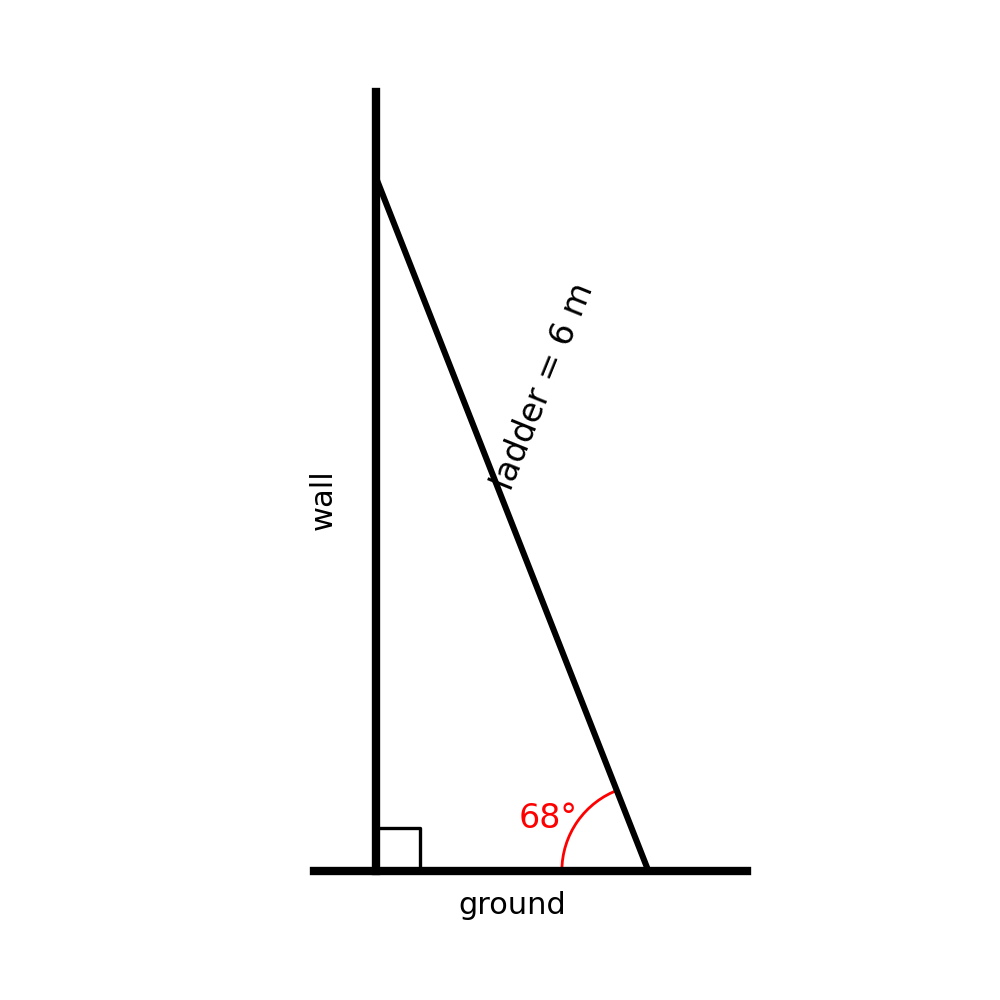 ladder = 6 m
wall
68°
ground